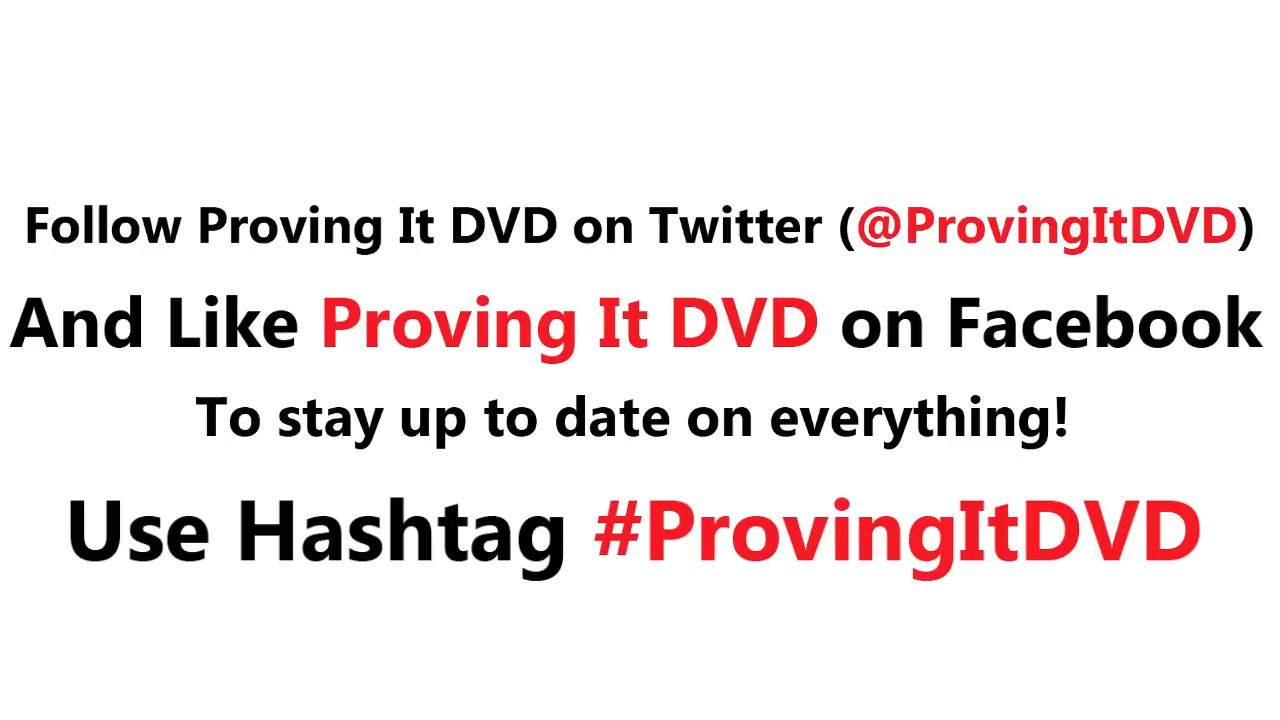 Follow Proving It DVD on Twitter (@ProvingItDVD)
And Like Proving It DVD on Facebook
To stay up to date on everything!
Use Hashtag #ProvingItDVD